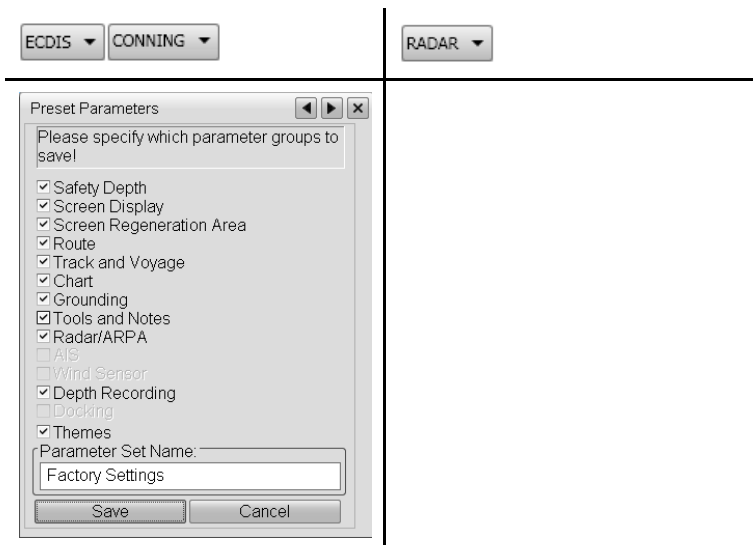 ECDIS CONNING RADAR
Preset Parameters
Please specify which parameter groups to
save!
Safety Depth
Screen Display
Screen Regeneration Area
Route
Track and Voyage
Chart
Grounding
Tools and Notes
Radar/ARPA
AIS
Wind Sensor
Depth Recording
Docking
Themes
Parameter Set Name:
Factory Settings
Save Cancel